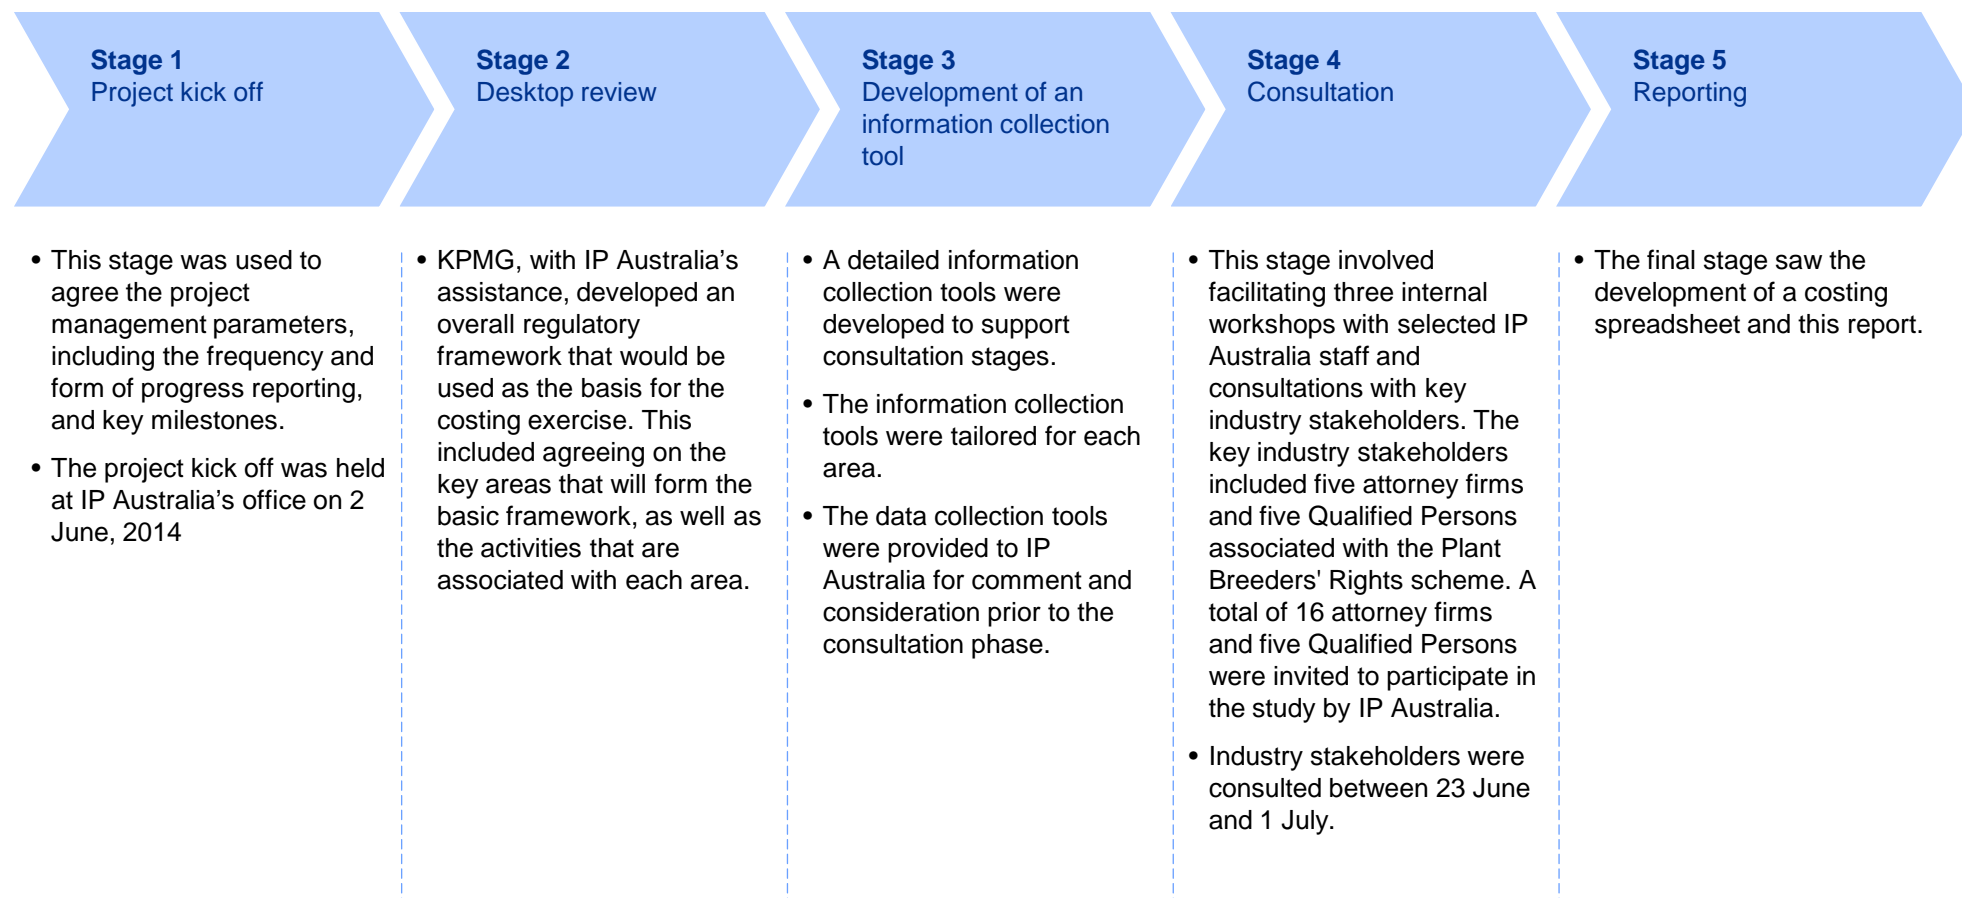 Stage 1
Project kick off
Stage 2
Desktop review
Stage 3
Development of an
information collection
tool
Stage 4
Consultation
Stage 5
Reporting
• This stage was used to
agree the project
management parameters,
including the frequency and
form of progress reporting,
and key milestones.
• The project kick off was held
at IP Australia’s office on 2
June, 2014
• KPMG, with IP Australia’s
assistance, developed an
overall regulatory
framework that would be
used as the basis for the
costing exercise. This
included agreeing on the
key areas that will form the
basic framework, as well as
the activities that are
associated with each area.
• A detailed information
collection tools were
developed to support
consultation stages.
• The information collection
tools were tailored for each
area.
• The data collection tools
were provided to IP
Australia for comment and
consideration prior to the
consultation phase.
• This stage involved
facilitating three internal
workshops with selected IP
Australia staff and
consultations with key
industry stakeholders. The
key industry stakeholders
included five attorney firms
and five Qualified Persons
associated with the Plant
Breeders' Rights scheme. A
total of 16 attorney firms
and five Qualified Persons
were invited to participate in
the study by IP Australia.
• Industry stakeholders were
consulted between 23 June
and 1 July.
• The final stage saw the
development of a costing
spreadsheet and this report.